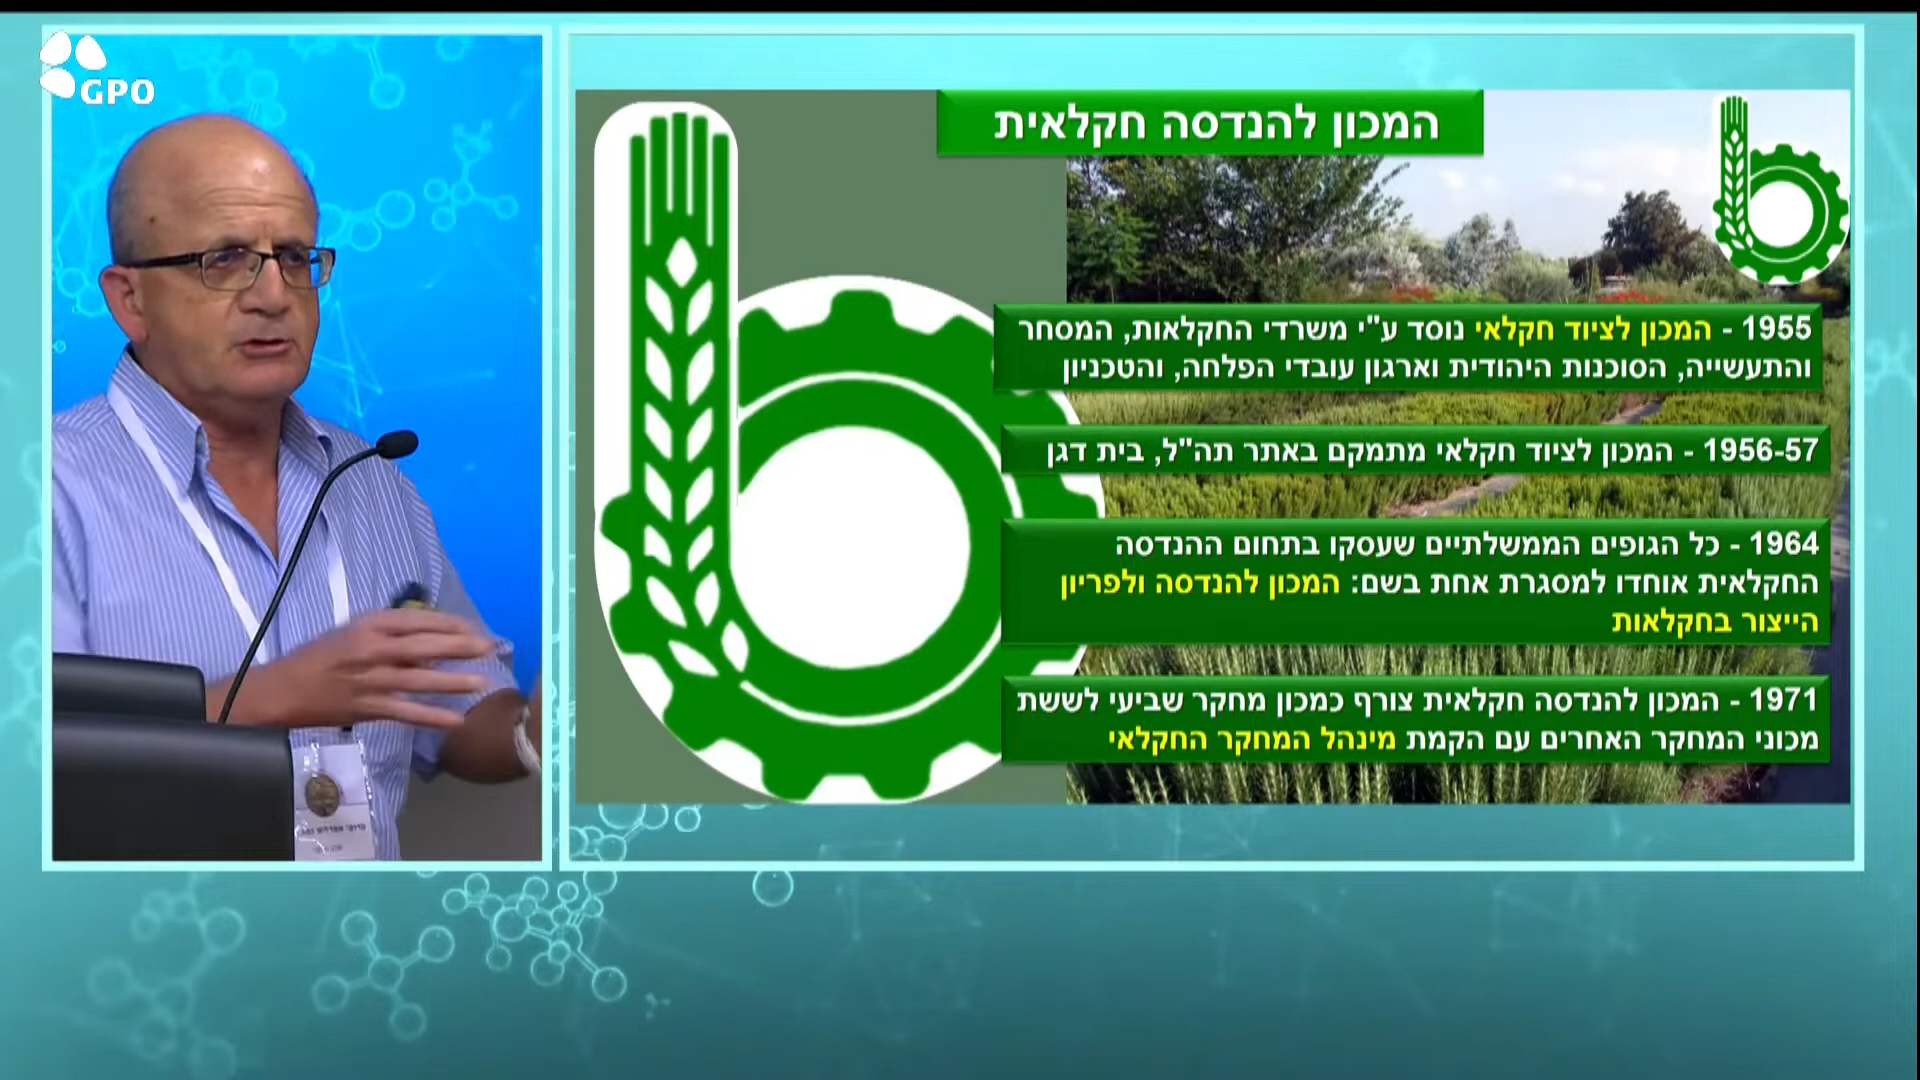 GPO
המכון להנדסה חקלאית
1955 - המכון לציוד חקלאי נוסד ע"י משרדי החקלאות, המסחר
והתעשייה, הסוכנות היהודית וארגון עובדי הפלחה, והטכניון
1956-57 - המכון לציוד חקלאי מתמקם באתר תה"ל, בית דגן
1964 - כל הגופים הממשלתיים שעסקו בתחום ההנדסה
החקלאית אוחדו למסגרת אחת בשם: המכון להנדסה ולפריון
הייצור בחקלאות
1971 - המכון להנדסה חקלאית צורף כמכון מחקר שביעי לששת
מכוני המחקר האחרים עם הקמת מינהל המחקר החקלאי